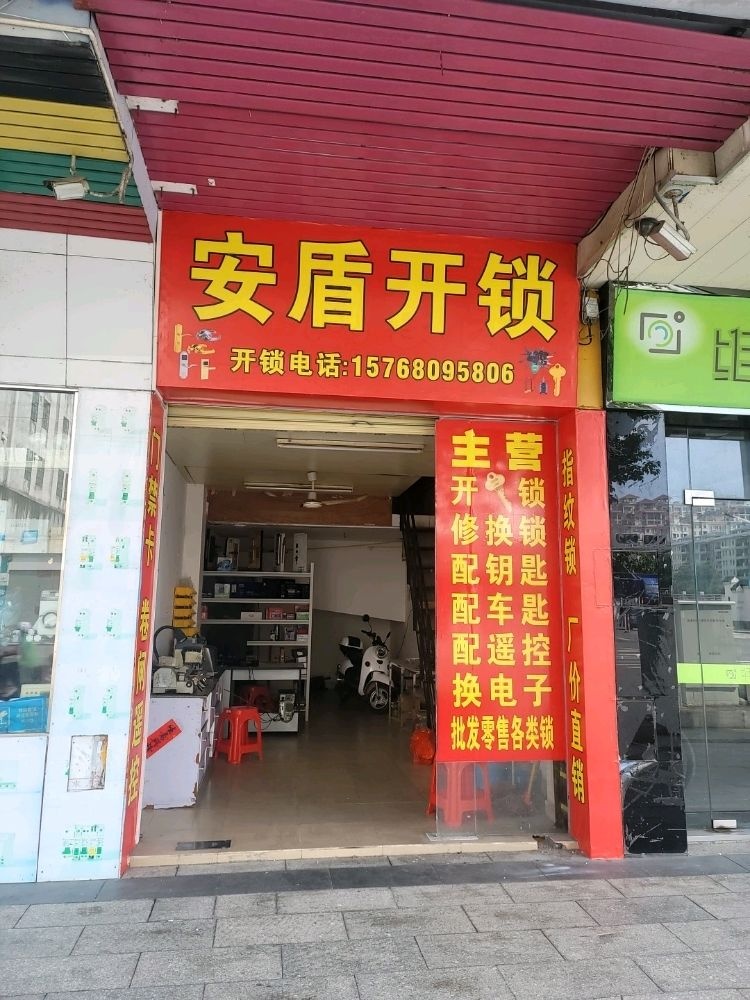 安盾开锁
开锁电话:15768095806
门禁卡 卷闸遥控
主营
开锁
修换锁
配钥匙
配车匙
配遥控
换电子
批发零售各类锁
指纹锁 厂价直销